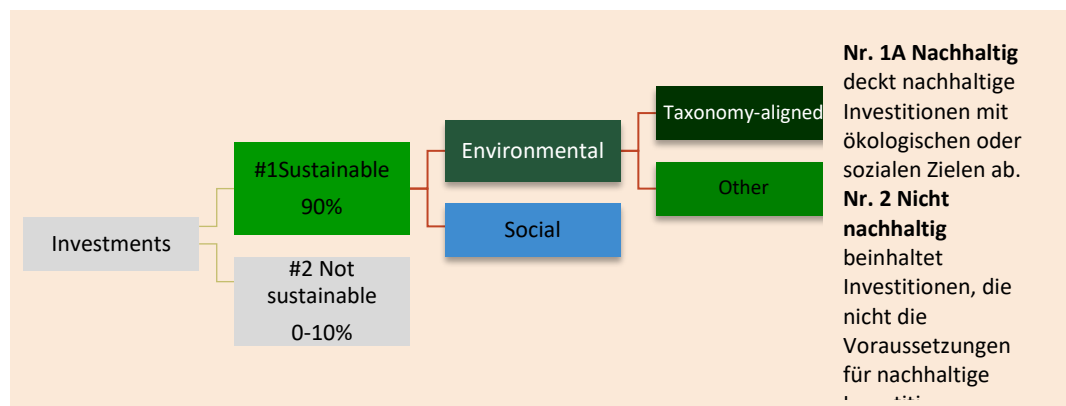 Investments
#1Sustainable
90%
#2 Not
sustainable
0-10%
Environmental
Social
Taxonomy-aligned
Other
Nr. 1A Nachhaltig
deckt nachhaltige
Investitionen mit
ökologischen oder
sozialen Zielen ab.
Nr. 2 Nicht
nachhaltig
beinhaltet
Investitionen, die
nicht die
Voraussetzungen
für nachhaltige